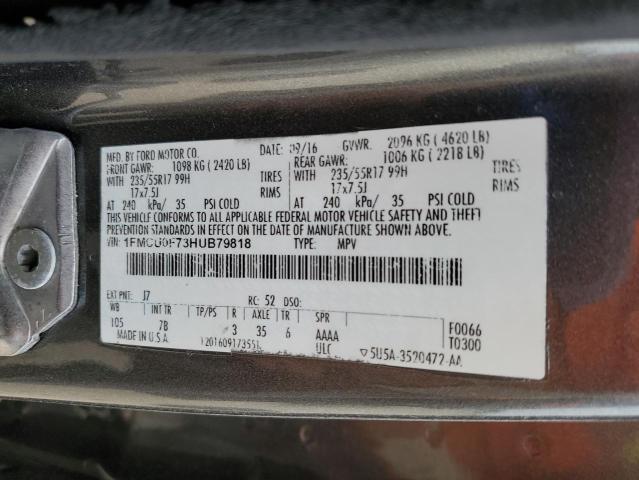 MFD. BY FORD MOTOR CO. DATE: 09/16 GVWR: 2096 KG ( 4620 LB)
FRONT GAWR: 1098 KG ( 2420 LB) REAR GAWR: 1006 KG ( 2218 LB)
WITH 235/55R17 99H TIRES WITH 235/55R17 99H TIRES
17x7.5J RIMS 17x7.5J RIMS
AT 240 kPa/ 35 PSI COLD AT 240 kPa/ 35 PSI COLD
THIS VEHICLE CONFORMS TO ALL APPLICABLE FEDERAL MOTOR VEHICLE SAFETY AND THEFT
PREVENTION STANDARDS IN EFFECT ON THE DATE OF MANUFACTURE SHOWN ABOVE.
VIN: 1FMCU0F73HUB79818 TYPE: MPV
EXT PNT: J7 RC: 52 DSO:
WB INT TR TP/PS R AXLE TR SPR
105 7B 3 35 6 AAAA F0066
MADE IN U.S.A. ULC T0300
5U5A-3520472-AA